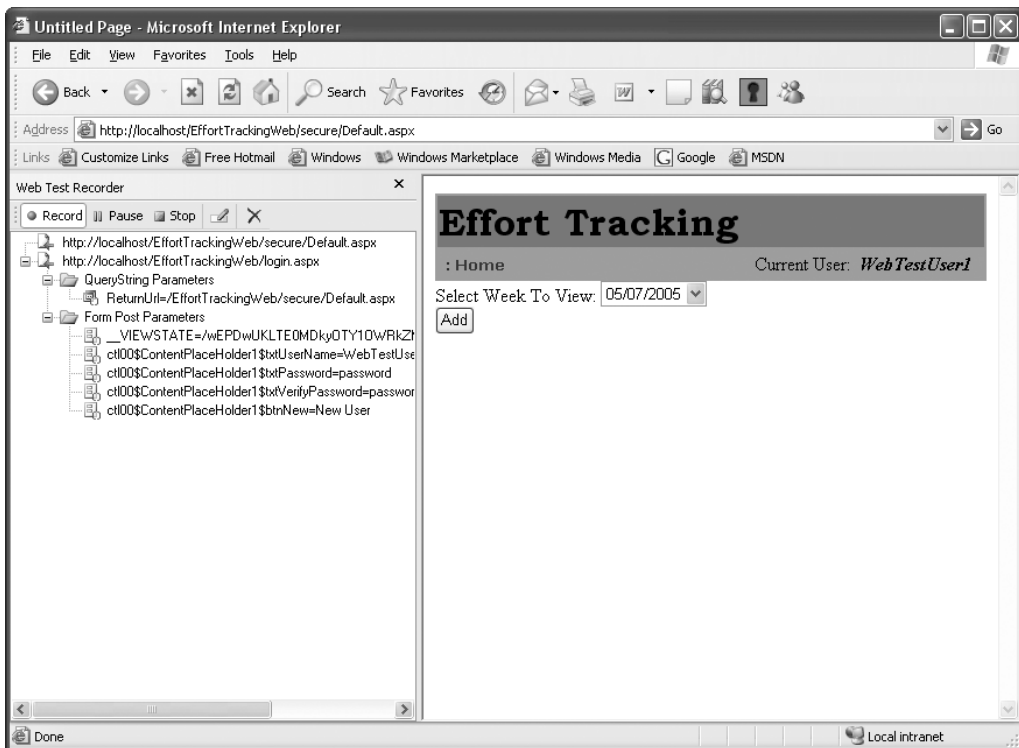 Untitled Page - Microsoft Internet Explorer
File Edit View Favorites Tools Help
Back Search Favorites
Address http://localhost/EffortTrackingWeb/secure/Default.aspx Go
Links Customize Links Free Hotmail Windows Windows Marketplace Windows Media Google MSDN
Web Test Recorder
Record Pause Stop
http://localhost/EffortTrackingWeb/secure/Default.aspx
http://localhost/EffortTrackingWeb/login.aspx
QueryString Parameters
ReturnUrl=/EffortTrackingWeb/secure/Default.aspx
Form Post Parameters
ctl00$ContentPlaceHolder1$txtUserName=WebTestUse
ctl00$ContentPlaceHolder1$txtPassword=password
ctl00$ContentPlaceHolder1$txtVerifyPassword=passwor
ctl00$ContentPlaceHolder1$btnNew=New User
Effort Tracking
: Home Current User: WebTestUser1
Select Week To View: 05/07/2005
Add
Done Local intranet